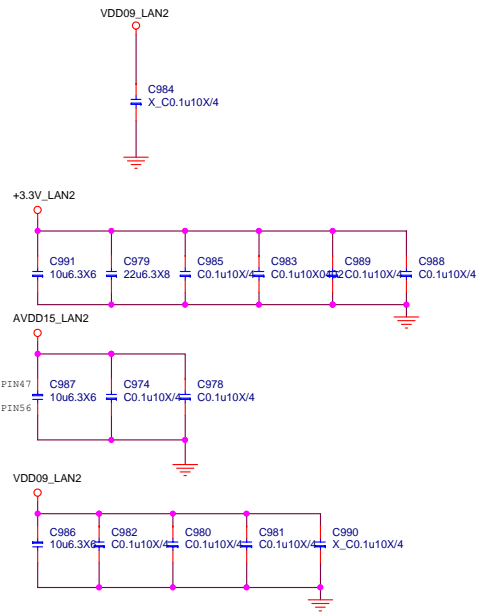 VDD09_LAN2
C984
X_C0.1u10X/4
+3.3V_LAN2
C991
10u6.3X6
C979
22u6.3X8
C985
C0.1u10X/4
C983
C0.1u10X0402
C989
C0.1u10X/4
C988
C0.1u10X/4
AVDD15_LAN2
PIN47
PIN56
C987
10u6.3X6
C974
C0.1u10X/4
C978
C0.1u10X/4
VDD09_LAN2
C986
10u6.3X6
C982
C0.1u10X/4
C980
C0.1u10X/4
C981
C0.1u10X/4
C990
X_C0.1u10X/4